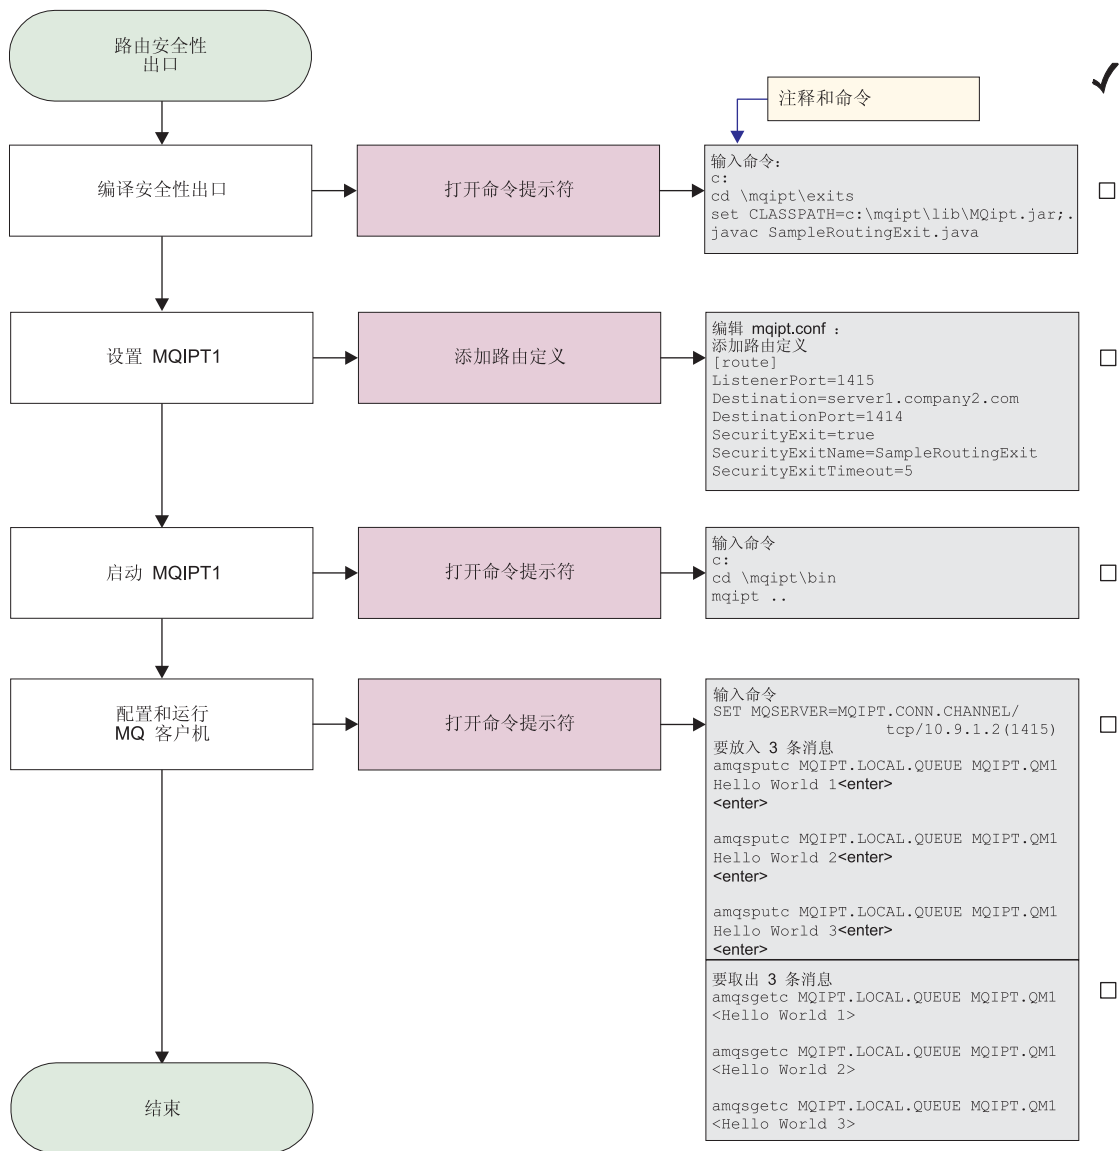 路由安全性
出口
注释和命令
编译安全性出口
打开命令提示符
输入命令:
c:
cd \mqipt\exits
set CLASSPATH=c:\mqipt\lib\MQipt.jar;.
javac SampleRoutingExit.java
设置 MQIPT1
添加路由定义
编辑 mqipt.conf :
添加路由定义
[route]
ListenerPort=1415
Destination=server1.company2.com
DestinationPort=1414
SecurityExit=true
SecurityExitName=SampleRoutingExit
SecurityExitTimeout=5
启动 MQIPT1
打开命令提示符
输入命令
c:
cd \mqipt\bin
mqipt ..
配置和运行
MQ 客户机
打开命令提示符
输入命令
SET MQSERVER=MQIPT.CONN.CHANNEL/
tcp/10.9.1.2(1415)
要放入 3 条消息
amqsputc MQIPT.LOCAL.QUEUE MQIPT.QM1
Hello World 1<enter>
<enter>
amqsputc MQIPT.LOCAL.QUEUE MQIPT.QM1
Hello World 2<enter>
<enter>
amqsputc MQIPT.LOCAL.QUEUE MQIPT.QM1
Hello World 3<enter>
<enter>
要取出 3 条消息
amqsgetc MQIPT.LOCAL.QUEUE MQIPT.QM1
<Hello World 1>
amqsgetc MQIPT.LOCAL.QUEUE MQIPT.QM1
<Hello World 2>
amqsgetc MQIPT.LOCAL.QUEUE MQIPT.QM1
<Hello World 3>
结束